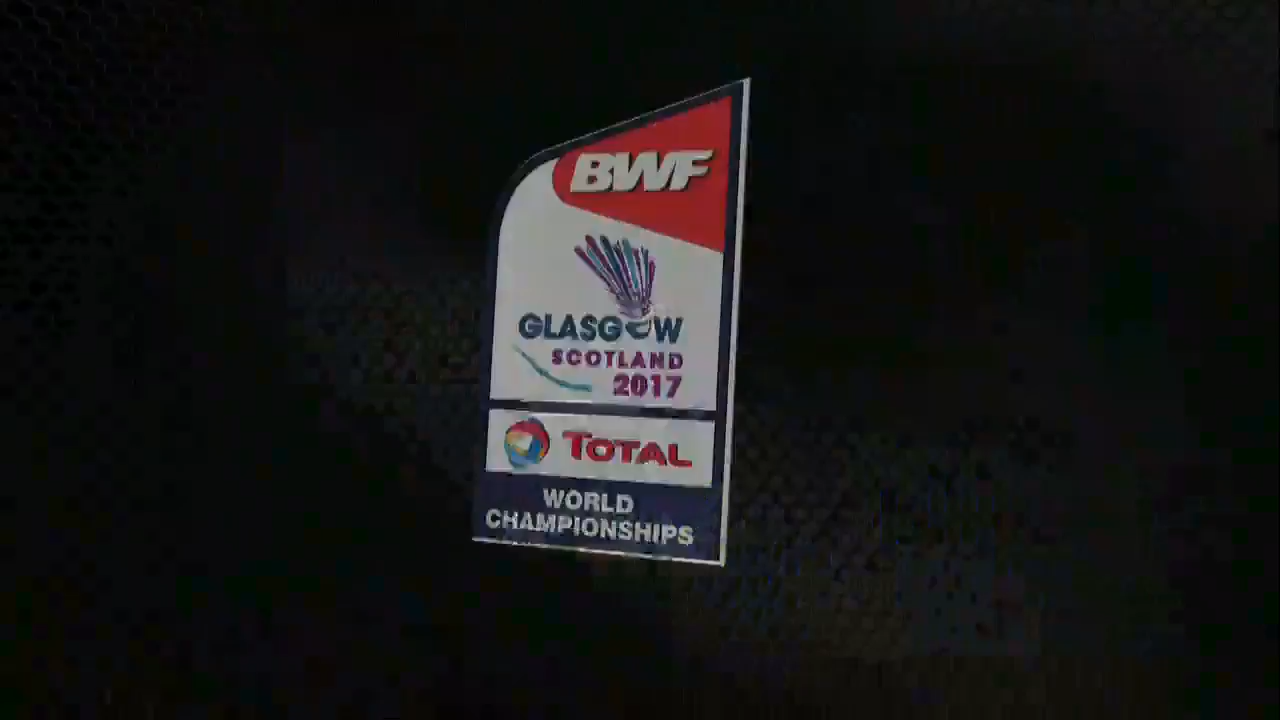 BWF
GLASGOW
SCOTLAND
2017
TOTAL
WORLD
CHAMPIONSHIPS